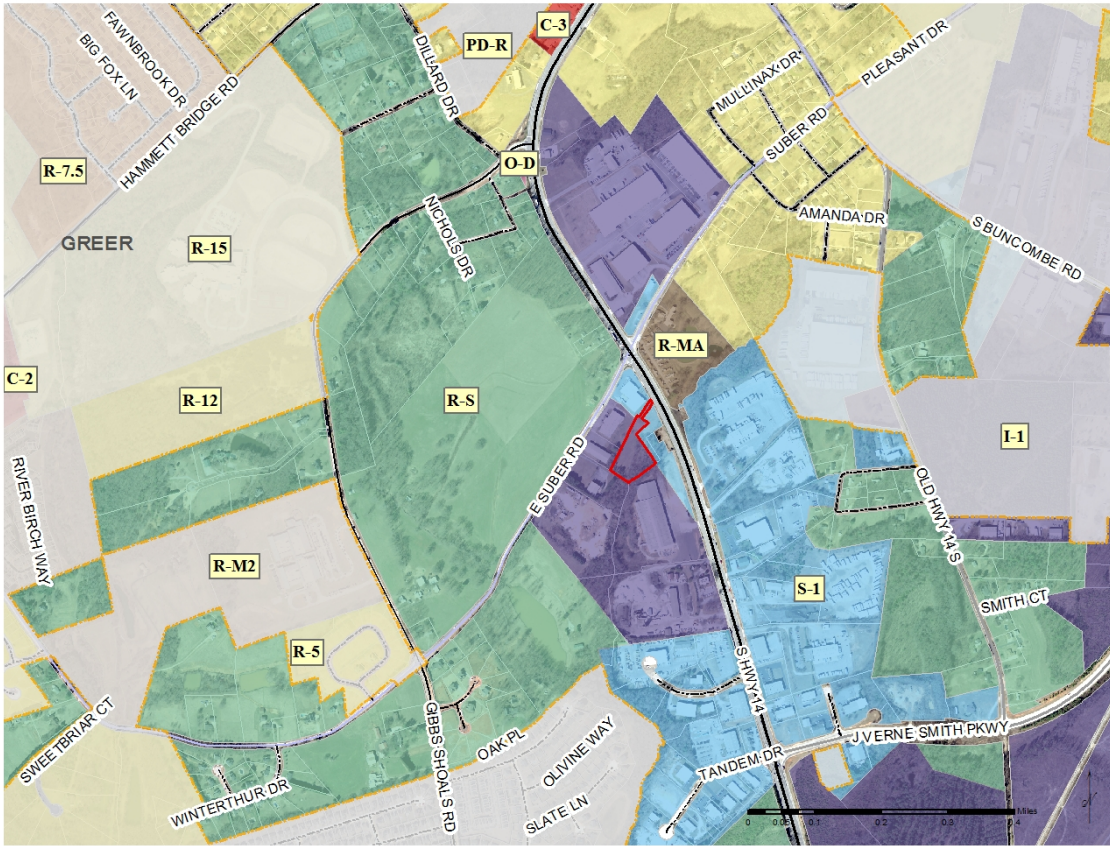 C-3
FAWNBROOK DR
BIG FOX LN
PD-R
DILLARD DR
PLEASANT DR
MULLINAX DR
SUBER RD
HAMMETT BRIDGE RD
R-7.5
O-D
NICHOLS DR
AMANDA DR
S BUNCOMBE RD
GREER
R-15
R-MA
C-2
R-12
R-S
I-1
E SUBER RD
RIVER BIRCH WAY
OLD HWY 14 S
R-M2
S-1
SMITH CT
R-5
S HWY 14
SWEETBRIAR CT
GIBBS SHOALS RD
OAK PL
OLIVINE WAY
J VERNE SMITH PKWY
TANDEM DR
WINTERTHUR DR
SLATE LN
Miles
0 0.05 0.1 0.2 0.3 0.4
N